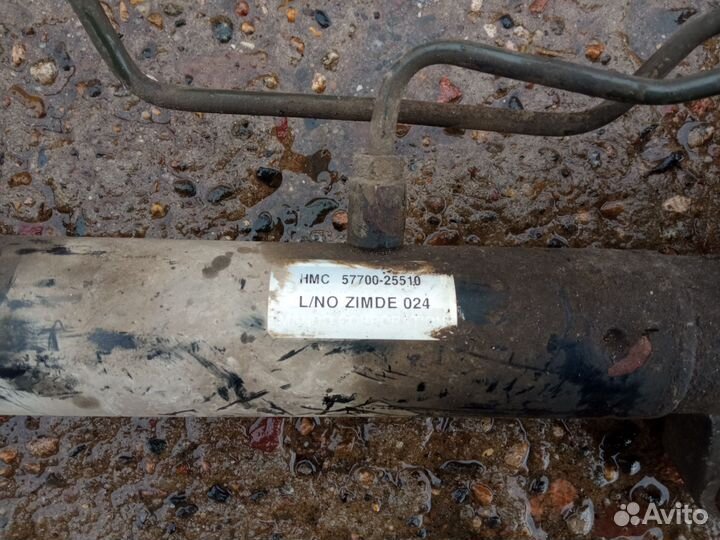 HMC 57700-25510
L/NO ZIMDE 024
Avito